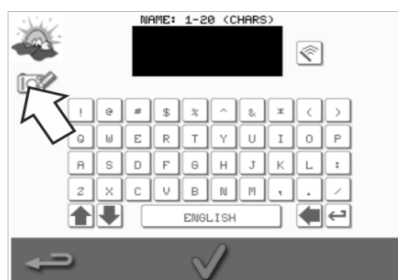 NAME: 1-20 (CHARS)
! @ # $ % ^ & * ( )
Q W E R T Y U I O P
A S D F G H J K L :
Z X C V B N M , . /
ENGLISH